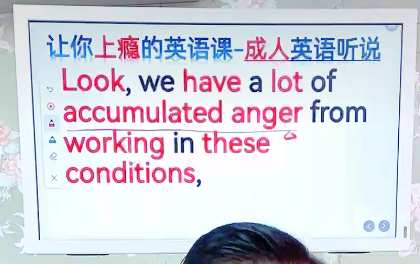 让你上瘾的英语课-成人英语听说
Look, we have a lot of
accumulated anger from
working in these
conditions,